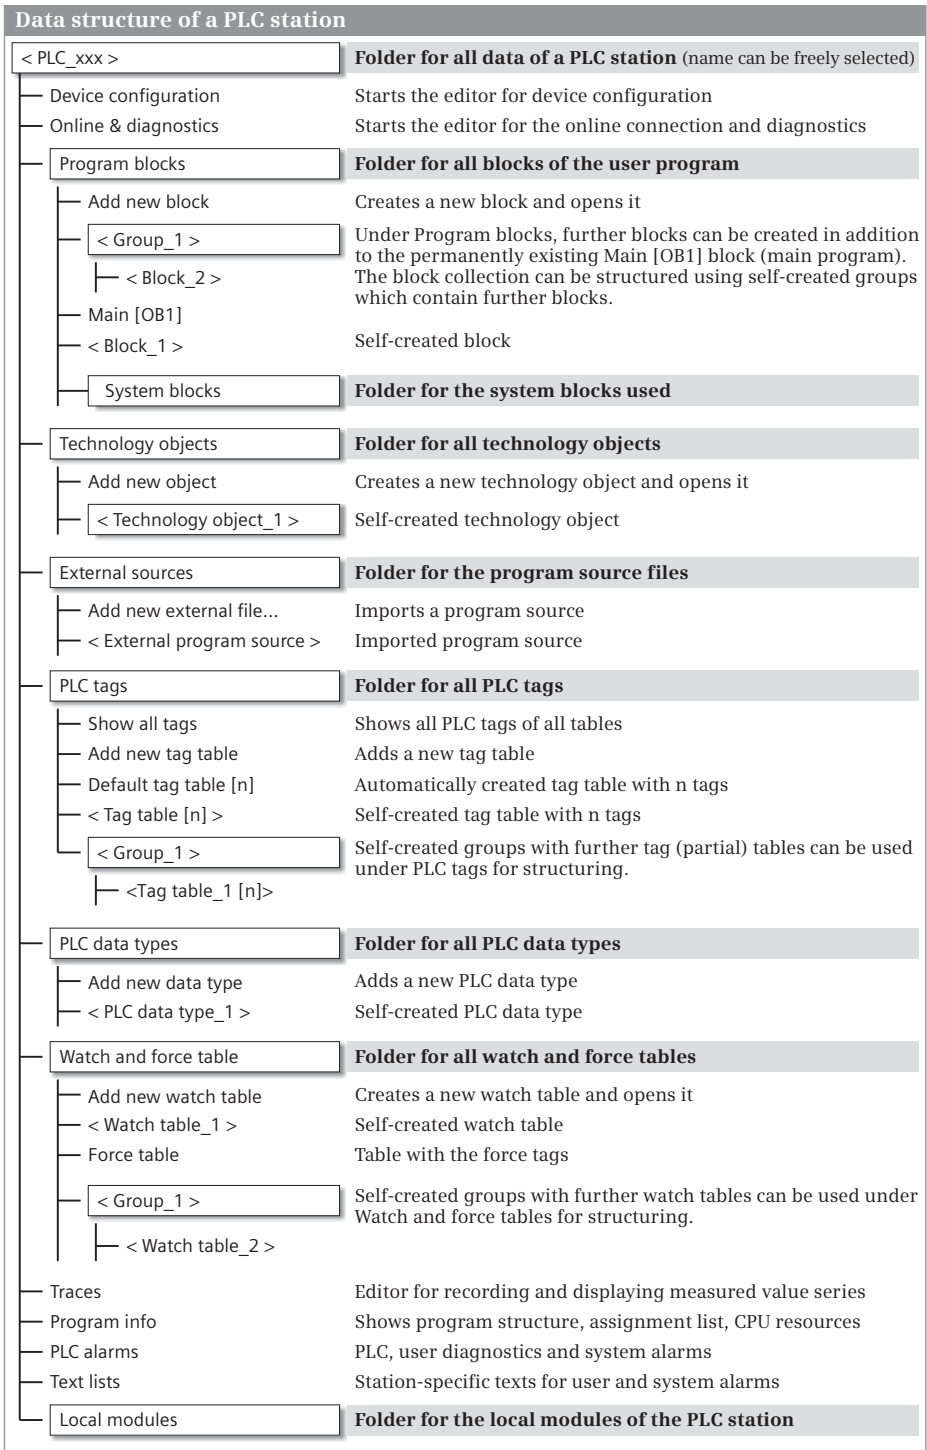 Data structure of a PLC station
< PLC_xxx > Folder for all data of a PLC station (name can be freely selected)
Device configuration Starts the editor for device configuration
Online & diagnostics Starts the editor for the online connection and diagnostics
Program blocks Folder for all blocks of the user program
Add new block Creates a new block and opens it
< Group_1 > Under Program blocks, further blocks can be created in addition
to the permanently existing Main [OB1] block (main program).
< Block_2 > The block collection can be structured using self-created groups
which contain further blocks.
Main [OB1]
< Block_1 > Self-created block
System blocks Folder for the system blocks used
Technology objects Folder for all technology objects
Add new object Creates a new technology object and opens it
< Technology object_1 > Self-created technology object
External sources Folder for the program source files
Add new external file... Imports a program source
< External program source > Imported program source
PLC tags Folder for all PLC tags
Show all tags Shows all PLC tags of all tables
Add new tag table Adds a new tag table
Default tag table [n] Automatically created tag table with n tags
< Tag table [n] > Self-created tag table with n tags
< Group_1 > Self-created groups with further tag (partial) tables can be used
under PLC tags for structuring.
<Tag table_1 [n]>
PLC data types Folder for all PLC data types
Add new data type Adds a new PLC data type
< PLC data type_1 > Self-created PLC data type
Watch and force table Folder for all watch and force tables
Add new watch table Creates a new watch table and opens it
< Watch table_1 > Self-created watch table
Force table Table with the force tags
< Group_1 > Self-created groups with further watch tables can be used under
Watch and force tables for structuring.
< Watch table_2 >
Traces Editor for recording and displaying measured value series
Program info Shows program structure, assignment list, CPU resources
PLC alarms PLC, user diagnostics and system alarms
Text lists Station-specific texts for user and system alarms
Local modules Folder for the local modules of the PLC station